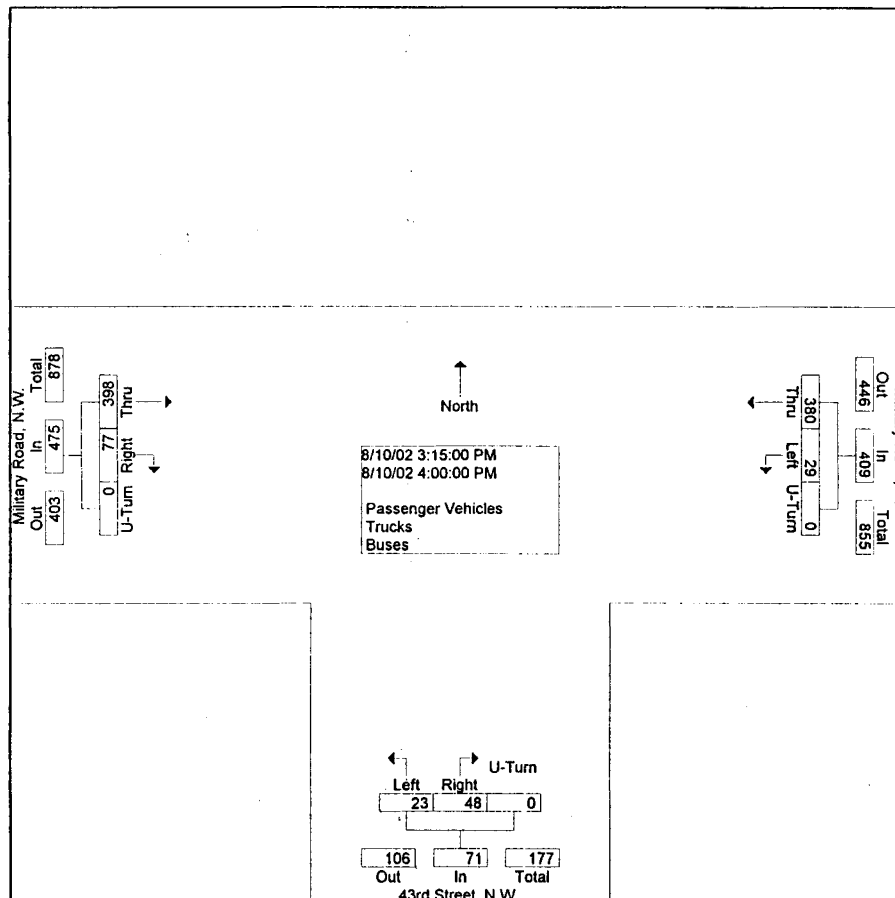 Military Road, N.W.
Total
878
In
475
Out
403
398
77
0
Thru
Right
U-Turn
North
8/10/02 3:15:00 PM
8/10/02 4:00:00 PM
Passenger Vehicles
Trucks
Buses
Thru
Left
U-Turn
380
29
0
Out
446
In
409
Total
855
U-Turn
Left Right
23 48 0
106 71 177
Out In Total
43rd Street, N.W.